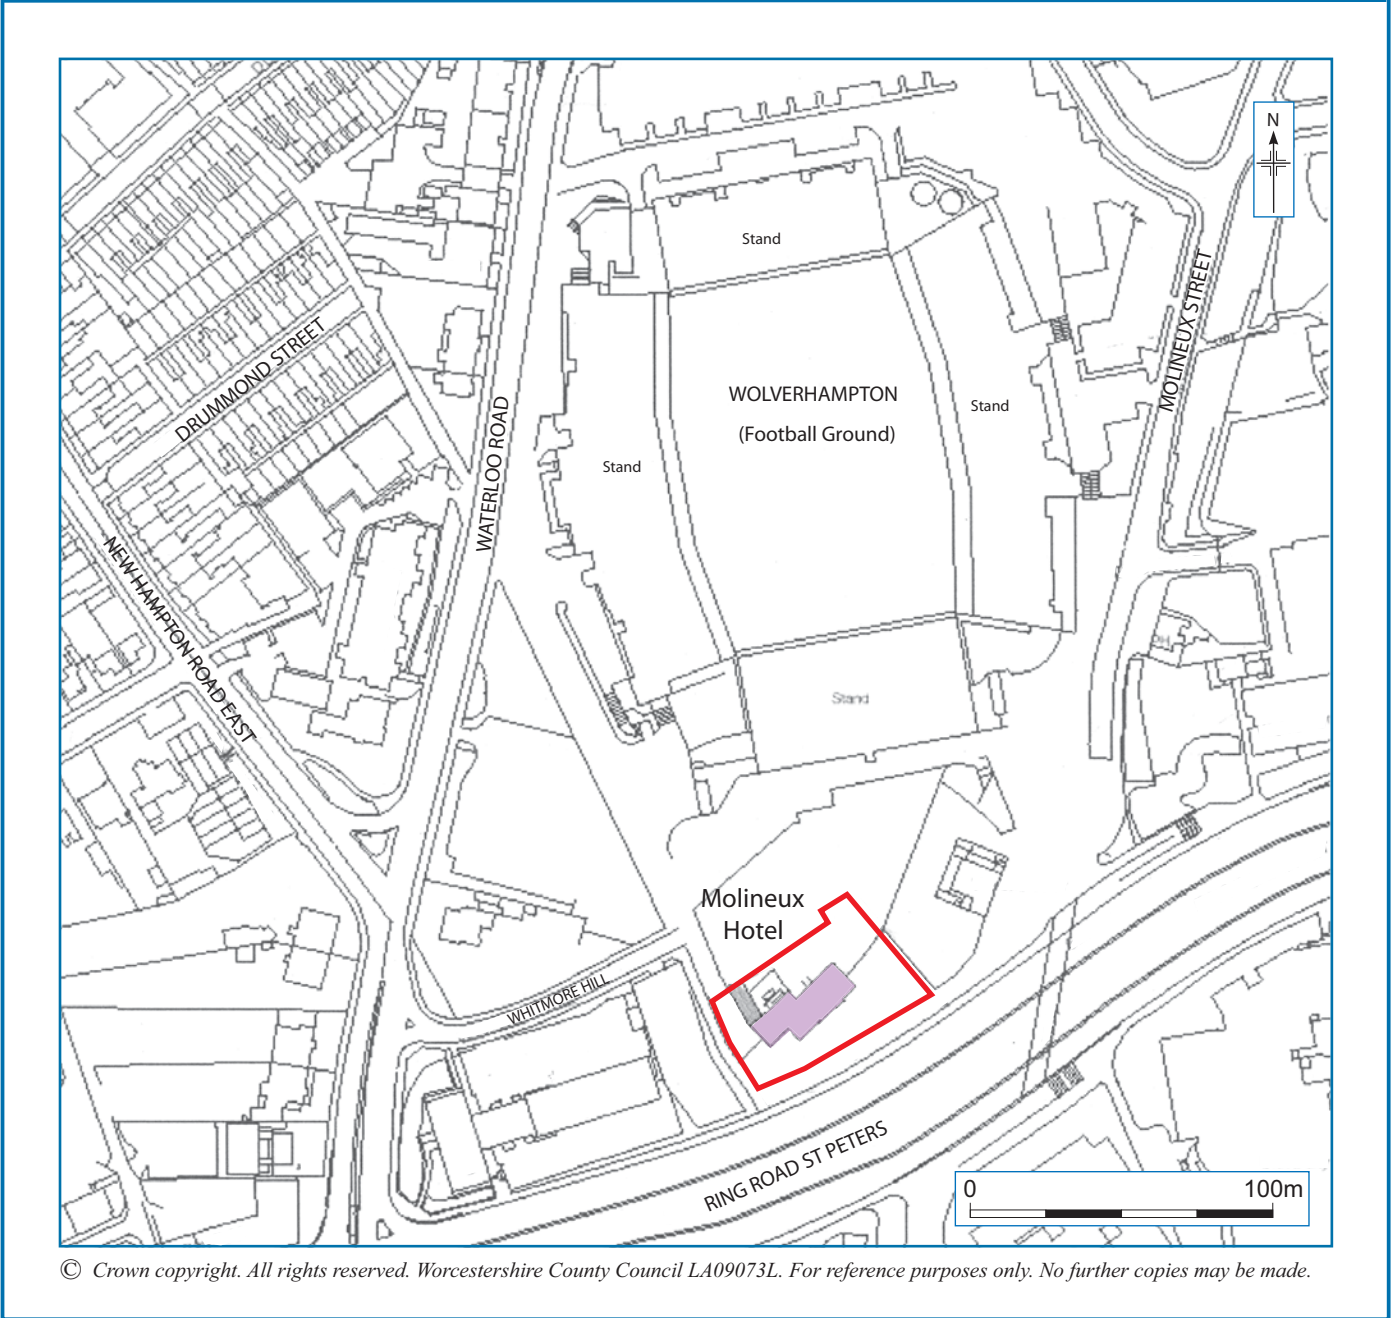 N
Stand
MOLINEUX STREET
DRUMMOND STREET
WOLVERHAMPTON
(Football Ground)
Stand
WATERLOO ROAD
Stand
NEW HAMPTON ROAD EAST
Stand
Molineux
Hotel
WHITMORE HILL
RING ROAD ST PETERS
0 100m
© Crown copyright. All rights reserved. Worcestershire County Council LA09073L. For reference purposes only. No further copies may be made.